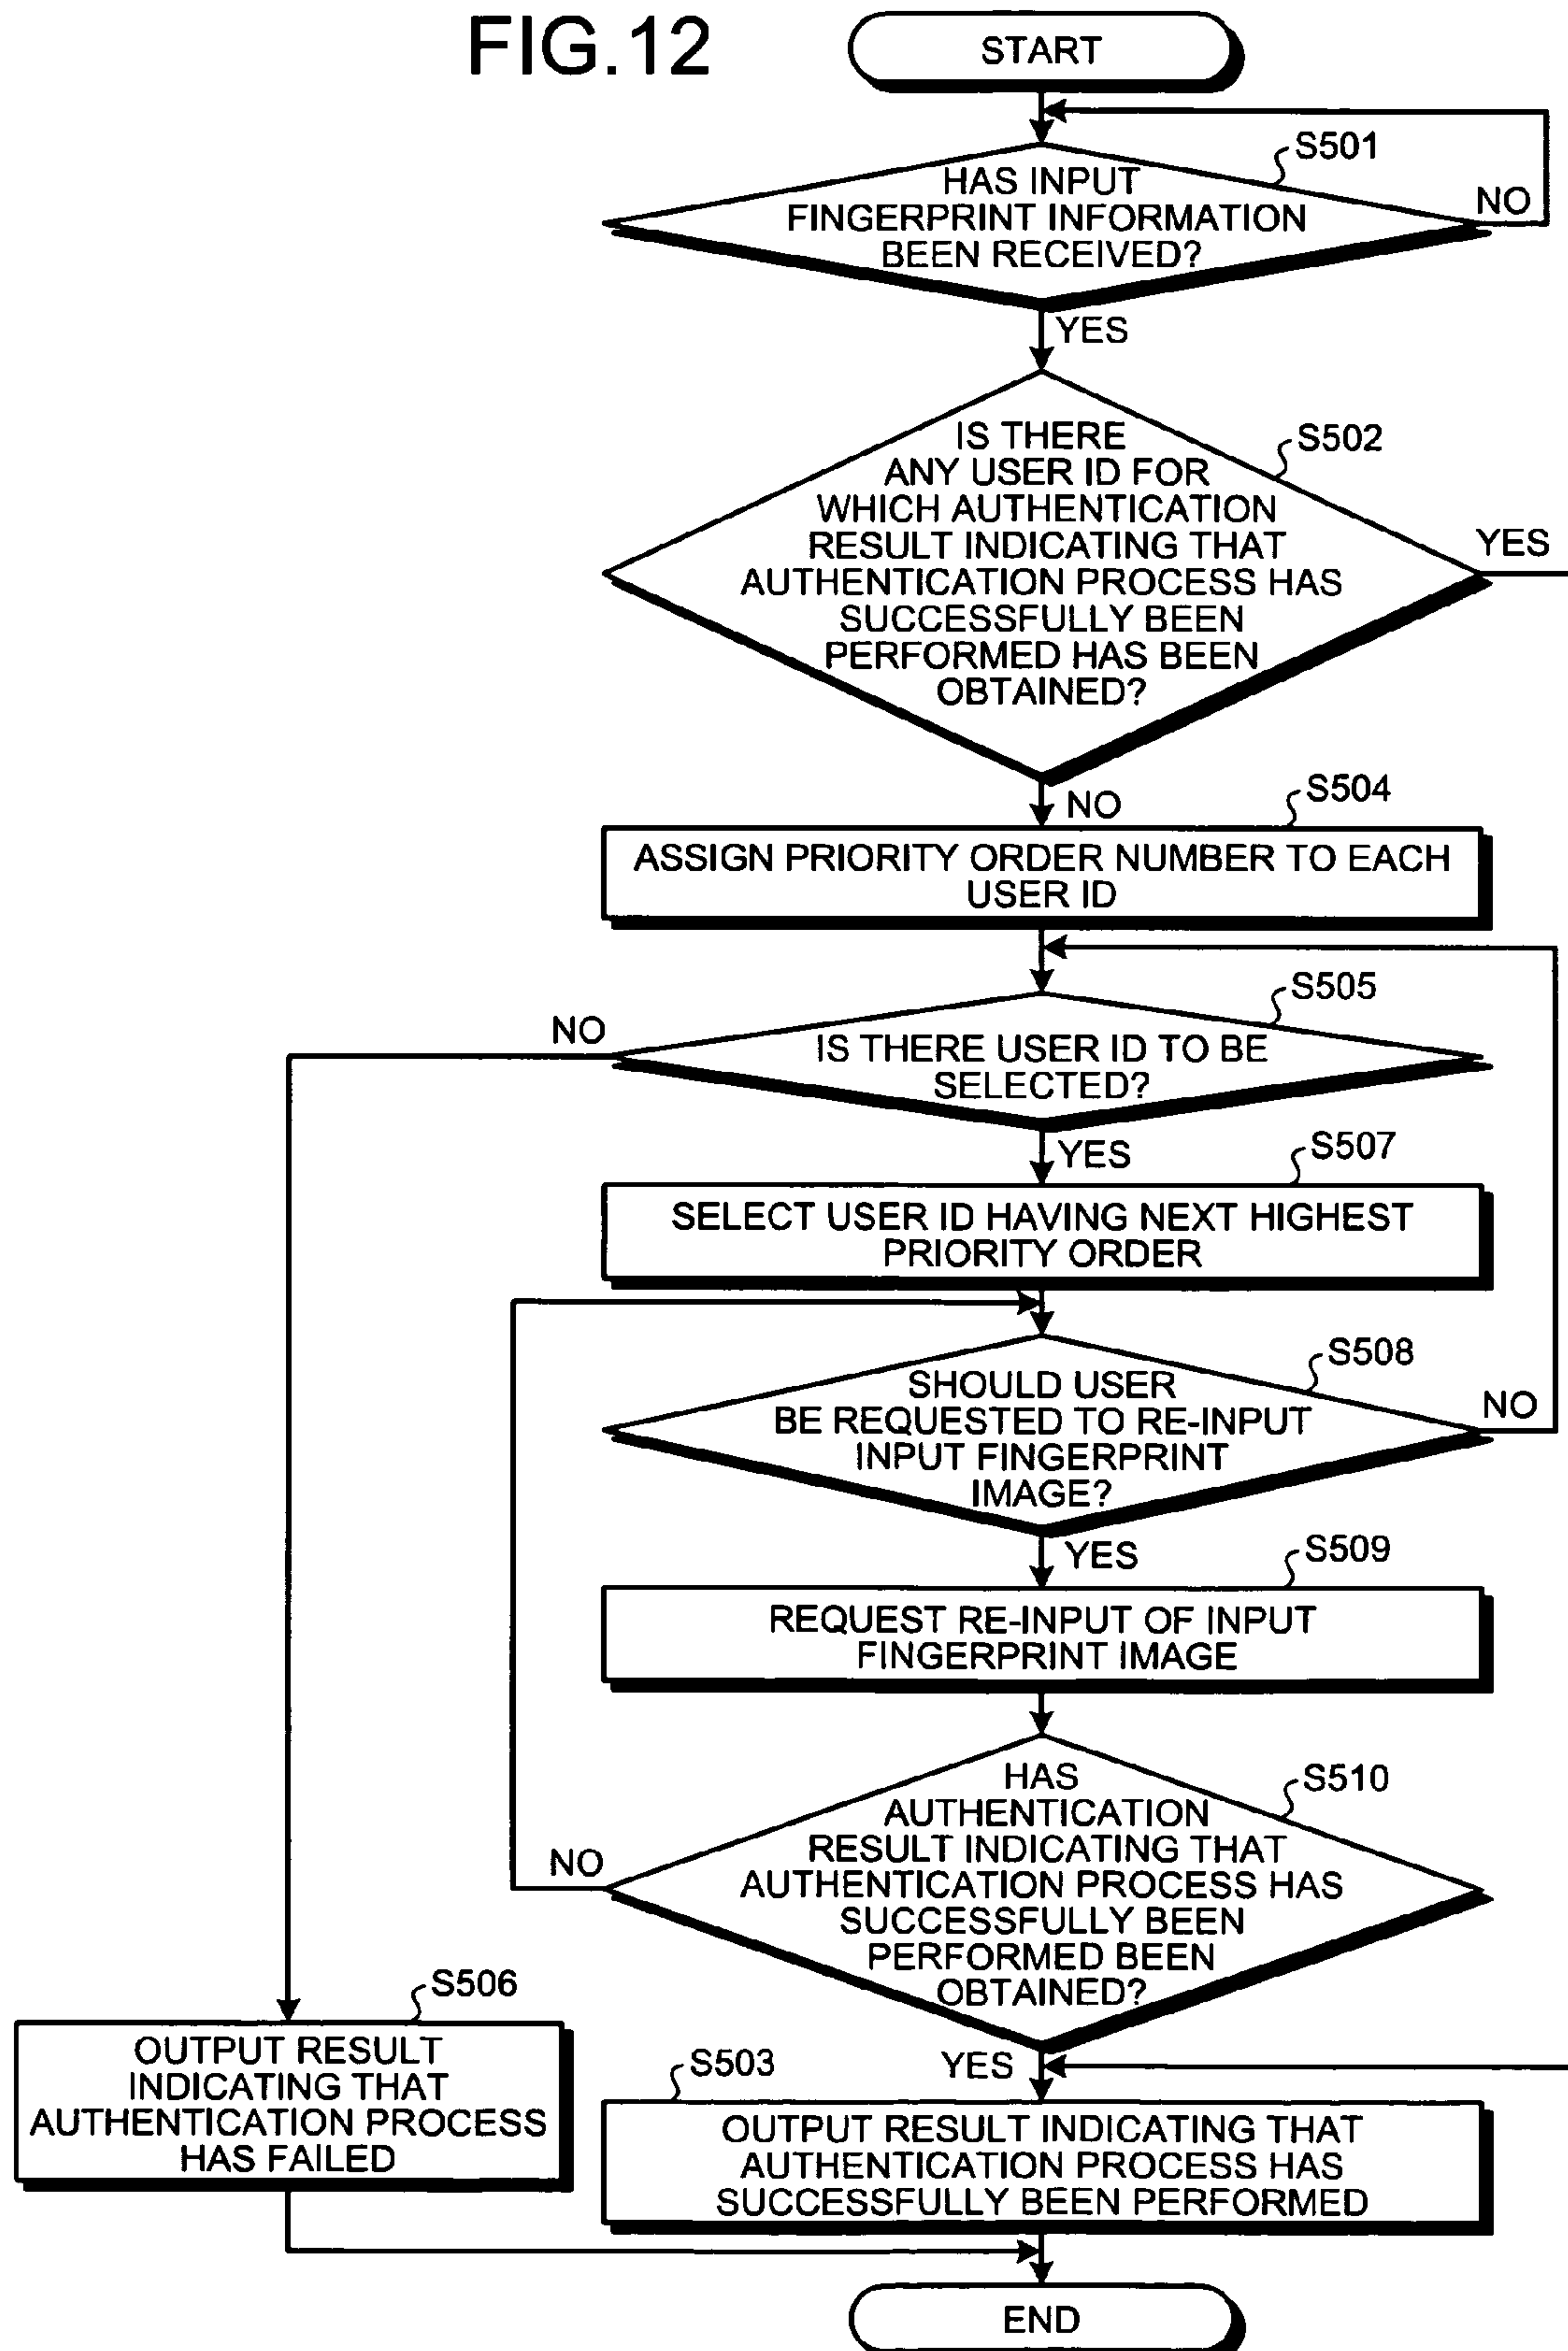 FIG.12
START
S501
HAS INPUT
FINGERPRINT INFORMATION
BEEN RECEIVED?
NO
YES
S502
IS THERE
ANY USER ID FOR
WHICH AUTHENTICATION
RESULT INDICATING THAT
AUTHENTICATION PROCESS HAS
SUCCESSFULLY BEEN
PERFORMED HAS BEEN
OBTAINED?
YES
NO
S504
ASSIGN PRIORITY ORDER NUMBER TO EACH
USER ID
S505
NO
IS THERE USER ID TO BE
SELECTED?
YES
S507
SELECT USER ID HAVING NEXT HIGHEST
PRIORITY ORDER
S508
SHOULD USER
BE REQUESTED TO RE-INPUT
INPUT FINGERPRINT
IMAGE?
NO
YES
S509
REQUEST RE-INPUT OF INPUT
FINGERPRINT IMAGE
S510
HAS
AUTHENTICATION
RESULT INDICATING THAT
AUTHENTICATION PROCESS HAS
SUCCESSFULLY BEEN
PERFORMED BEEN
OBTAINED?
NO
YES
S506
OUTPUT RESULT
INDICATING THAT
AUTHENTICATION PROCESS
HAS FAILED
S503
OUTPUT RESULT INDICATING THAT
AUTHENTICATION PROCESS HAS
SUCCESSFULLY BEEN PERFORMED
END